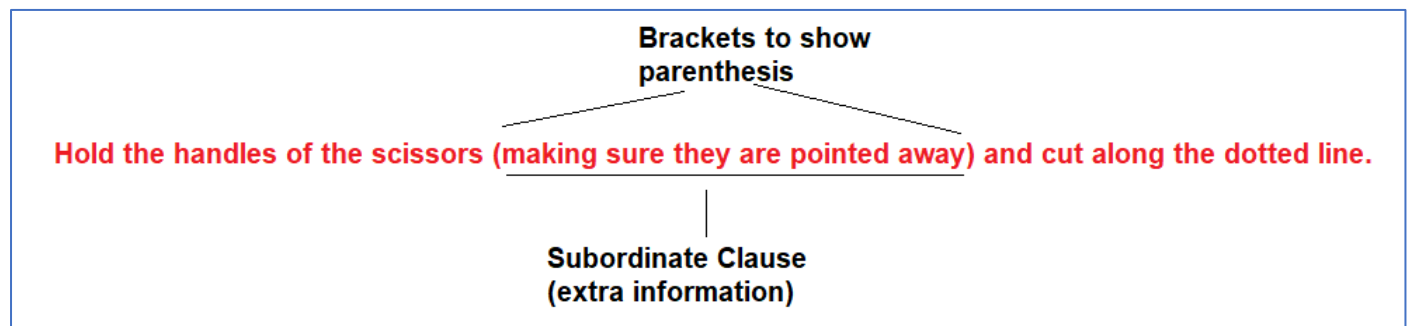 Brackets to show
parenthesis
Hold the handles of the scissors (making sure they are pointed away) and cut along the dotted line.
Subordinate Clause
(extra information)